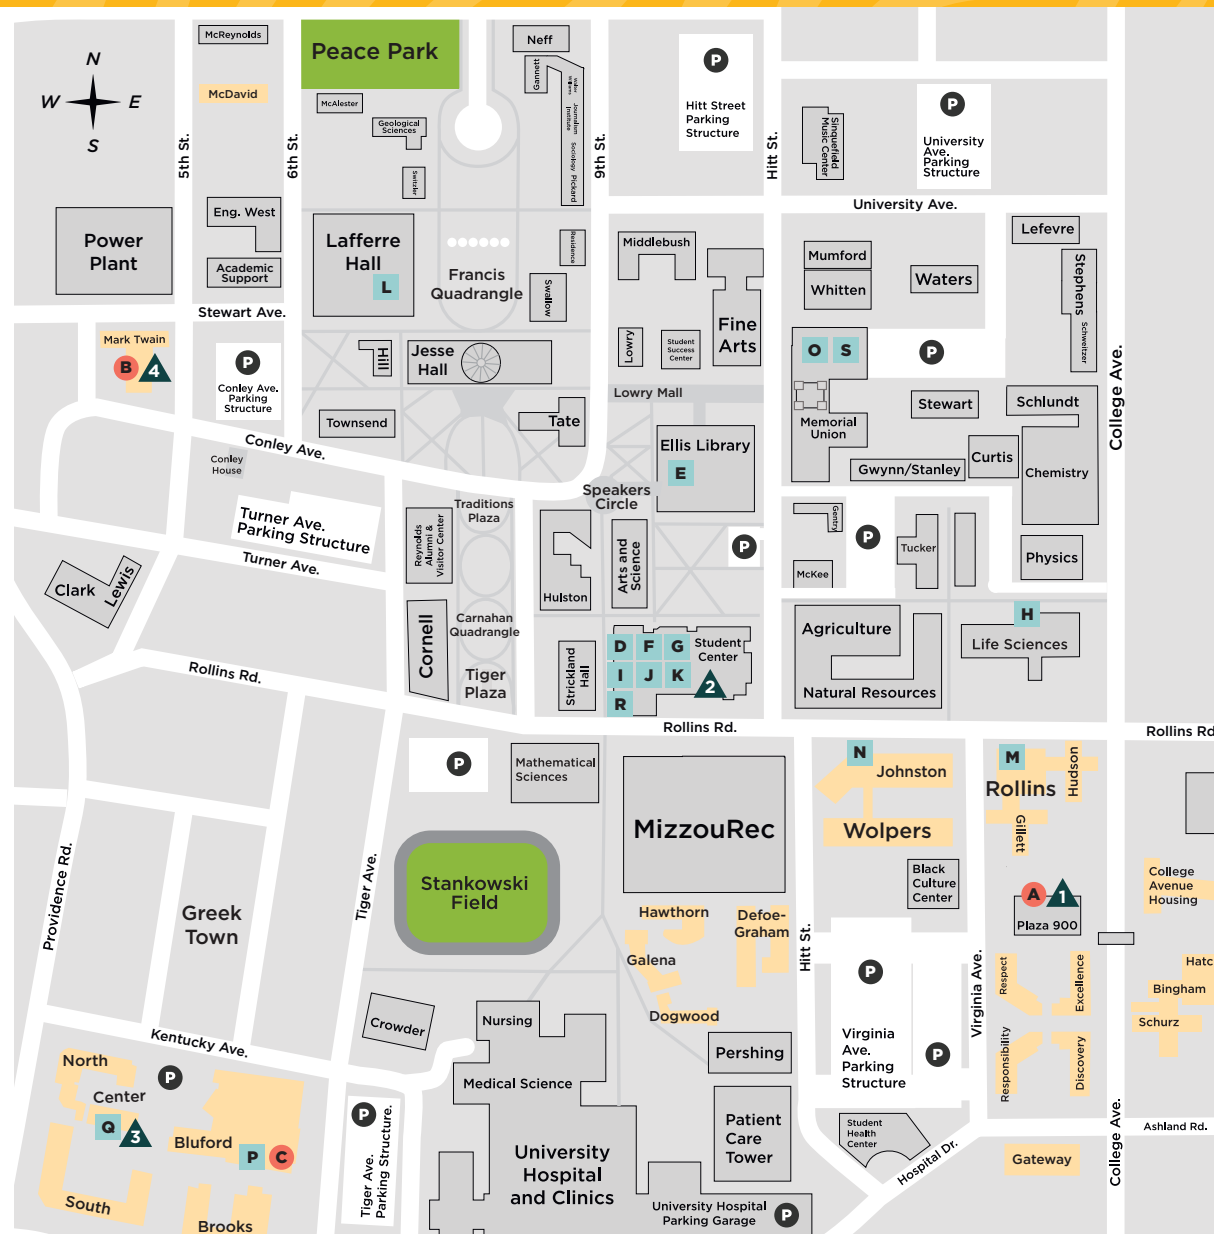 McReynolds
Peace Park
Neff
P
Hitt Street
Parking
Structure
P
University
Ave.
Parking
Structure
N
W
E
S
McDavid
McAlester
Geological
Sciences
Switzler
Gannett
Walter
Williams
Journalism
Institute
Sociology
Pickard
Sinquefield
Music Center
5th St.
6th St.
9th St.
Hitt St.
University Ave.
Power
Plant
Eng. West
Academic
Support
Lafferre
Hall
L
Francis
Quadrangle
Residence
Swallow
Middlebush
Lowry
Student
Success
Center
Fine
Arts
Mumford
Whitten
Waters
Lefevre
Stephens
Schweitzer
Stewart Ave.
Mark Twain
B
4
P
Conley Ave.
Parking
Structure
Hill
Jesse
Hall
Townsend
Tate
Lowry Mall
O
S
P
Memorial
Union
Stewart
Schlundt
College Ave.
Conley Ave.
Conley
House
Ellis Library
E
Gwynn/Stanley
Curtis
Chemistry
Turner Ave.
Parking Structure
Turner Ave.
Traditions
Plaza
Speakers
Circle
Reynolds
Alumni &
Visitor Center
Hulston
Arts and
Science
P
Gentry
McKee
P
Tucker
Physics
Clark
Lewis
Cornell
Carnahan
Quadrangle
Tiger
Plaza
Strickland
Hall
D
F
G
I
J
K
R
Student
Center
2
Agriculture
Natural Resources
H
Life Sciences
Rollins Rd.
Rollins Rd.
Rollins Rd
P
Mathematical
Sciences
MizzouRec
N
Johnston
Wolpers
M
Rollins
Hudson
Gillett
Providence Rd.
Greek
Town
Tiger Ave.
Stankowski
Field
Hawthorn
Galena
Dogwood
Defoe-
Graham
Hitt St.
Black
Culture
Center
A
1
Plaza 900
College
Avenue
Housing
Virginia Ave.
P
Virginia
Ave.
Parking
Structure
P
Respect
Excellence
Responsibility
Discovery
Hatc
Bingham
Schurz
Kentucky Ave.
Crowder
Nursing
Medical Science
Pershing
Patient
Care
Tower
University
Hospital
and Clinics
University Hospital
Parking Garage
P
North
Center
Q
3
P
Bluford
P
C
South
Brooks
P
Tiger Ave.
Parking Structure.
Student
Health
Center
Hospital Dr.
Gateway
College Ave.
Ashland Rd.